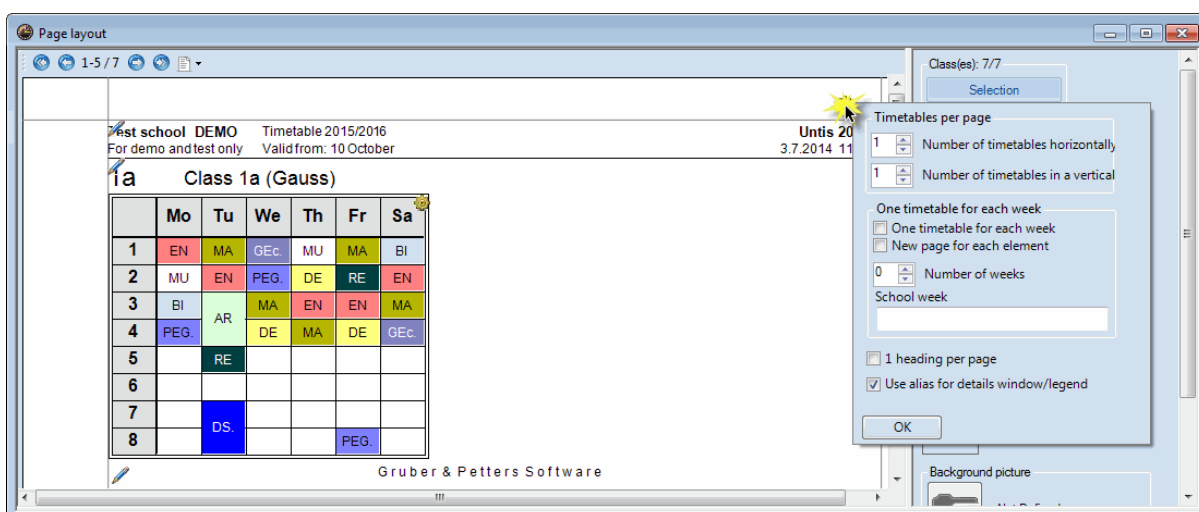 Page layout
1-5 / 7
Class(es): 7/7
Selection
Test school DEMO Timetable 2015/2016 Untis 20
For demo and test only Valid from: 10 October 3.7.2014 11
1a Class 1a (Gauss)
Mo Tu We Th Fr Sa
1 EN MA GEc. MU MA BI
2 MU EN PEG. DE RE EN
3 BI AR MA EN EN MA
4 PEG. DE MA DE GEc.
5 RE
6
7 DS.
8 PEG.
Gruber & Petters Software
Timetables per page
1 Number of timetables horizontally
1 Number of timetables in a vertical
One timetable for each week
One timetable for each week
New page for each element
0 Number of weeks
School week
1 heading per page
Use alias for details window/legend
OK
Background picture